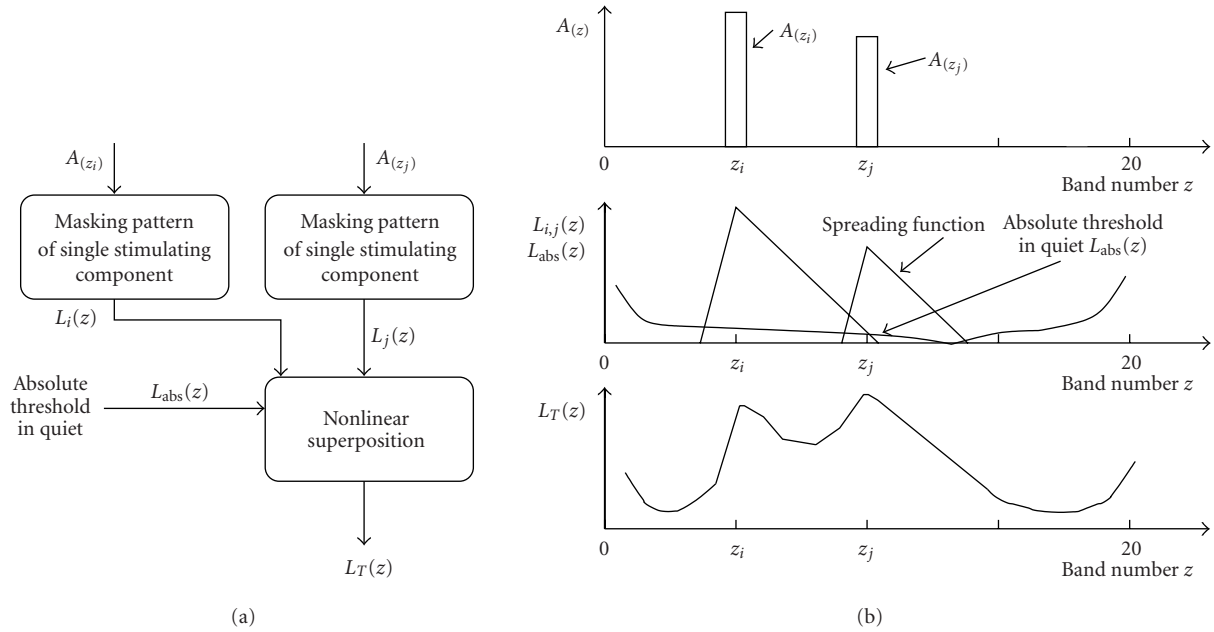 A(zi)
A(zj)
Masking pattern
of single stimulating
component
Masking pattern
of single stimulating
component
Li(z)
Lj(z)
Absolute
threshold
in quiet
Labs(z)
Nonlinear
superposition
LT(z)
(a)
A(z)
A(zi)
A(zj)
0
zi
zj
20
Band number z
Li,j(z)
Labs(z)
Spreading function
Absolute threshold
in quiet Labs(z)
0
zi
zj
20
Band number z
LT(z)
0
zi
zj
20
Band number z
(b)